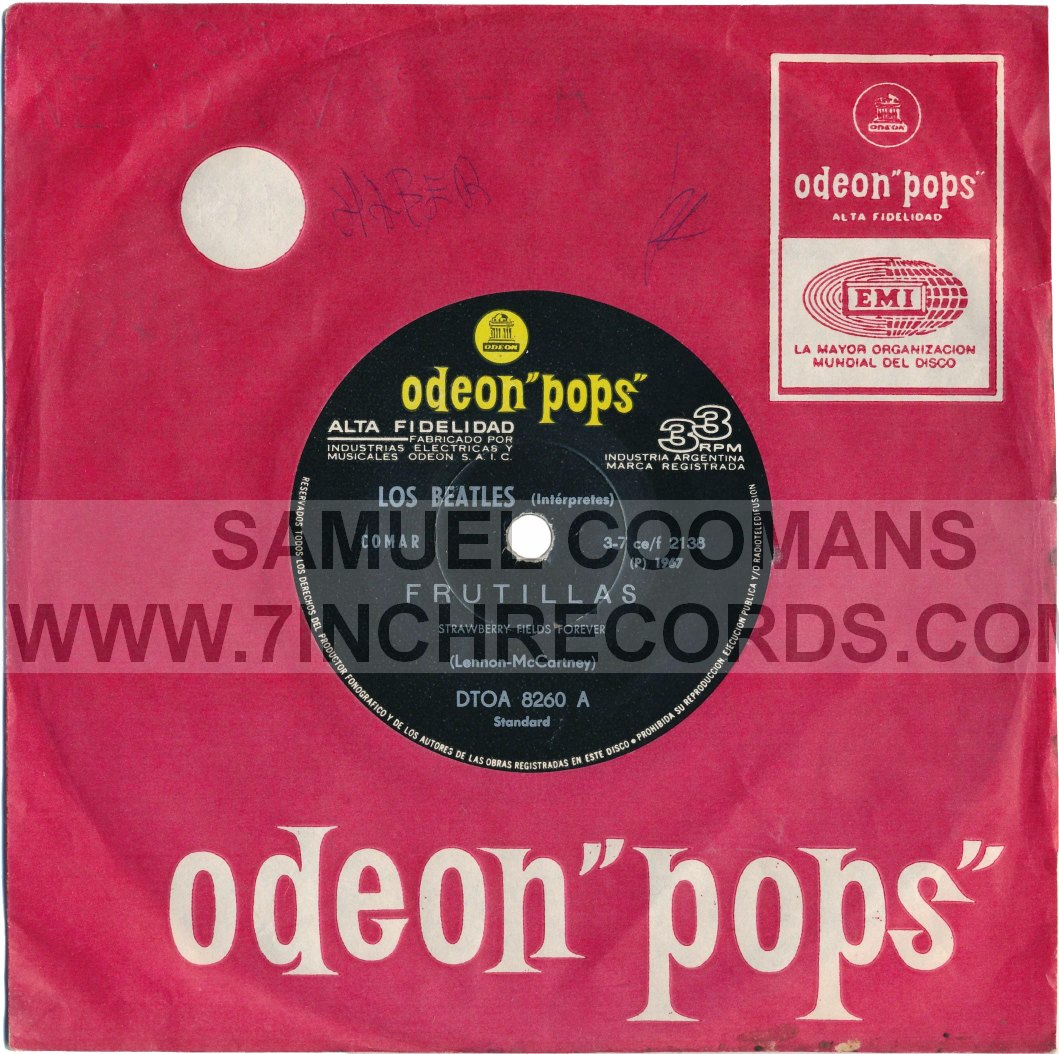 HABER
ODEON
odeon"pops"
ALTA FIDELIDAD
EMI
LA MAYOR ORGANIZACION
MUNDIAL DEL DISCO
ODEON
odeon"pops"
ALTA FIDELIDAD
FABRICADO POR
INDUSTRIAS ELECTRICAS Y
MUSICALES ODEON S.A.I.C.
33
RPM
INDUSTRIA ARGENTINA
MARCA REGISTRADA
LOS BEATLES (Intérpretes)
COMAR
3-7 ce/f 2138
(P) 1967
FRUTILLAS
STRAWBERRY FIELDS FOREVER
(Lennon-McCartney)
DTOA 8260 A
Standard
RESERVADOS TODOS LOS DERECHOS DEL PRODUCTOR FONOGRAFICO Y DE LOS AUTORES DE LAS OBRAS REGISTRADAS EN ESTE DISCO • PROHIBIDA SU REPRODUCCION, EJECUCION PUBLICA Y/O RADIOTELEDIFUSION
SAMUEL COOMANS
WWW.7INCHRECORDS.COM
odeon"pops"